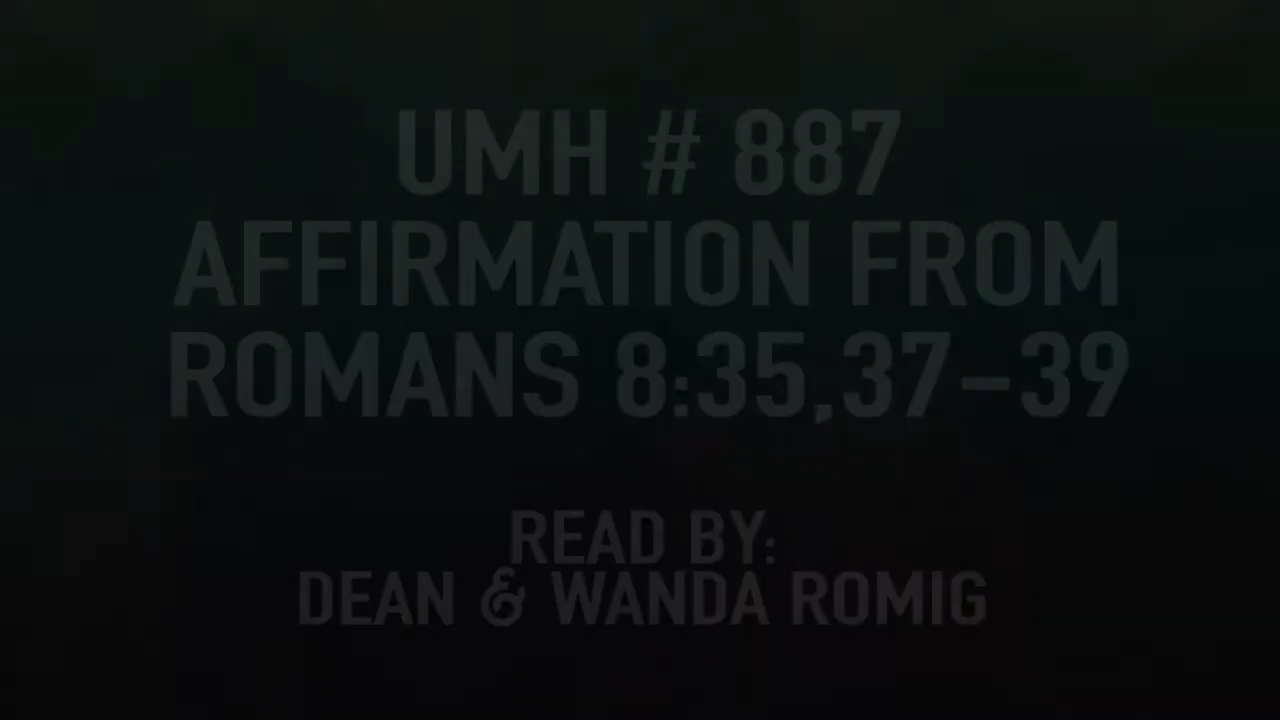 UMH # 887
AFFIRMATION FROM
ROMANS 8:35,37–39
READ BY:
DEAN & WANDA ROMIG